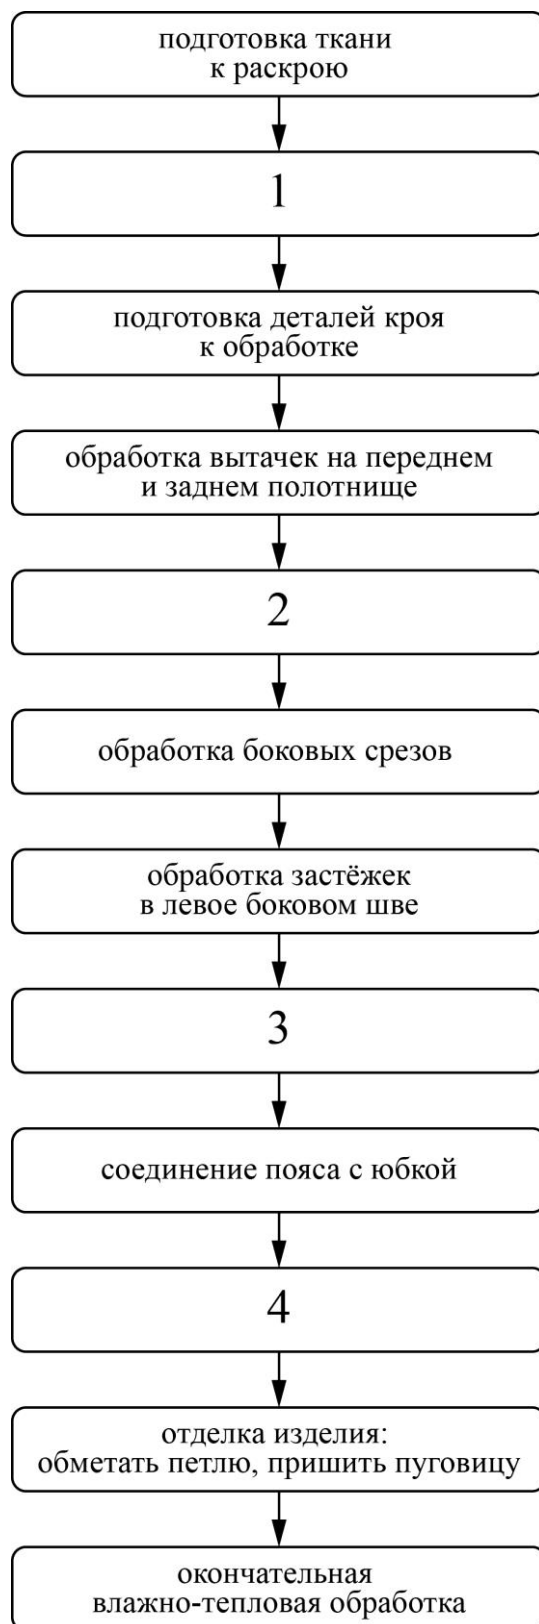 подготовка ткани
к раскрою
1
подготовка деталей кроя
к обработке
обработка вытачек на переднем
и заднем полотнище
2
обработка боковых срезов
обработка застёжек
в левое боковом шве
3
соединение пояса с юбкой
4
отделка изделия:
обметать петлю, пришить пуговицу
окончательная
влажно-тепловая обработка